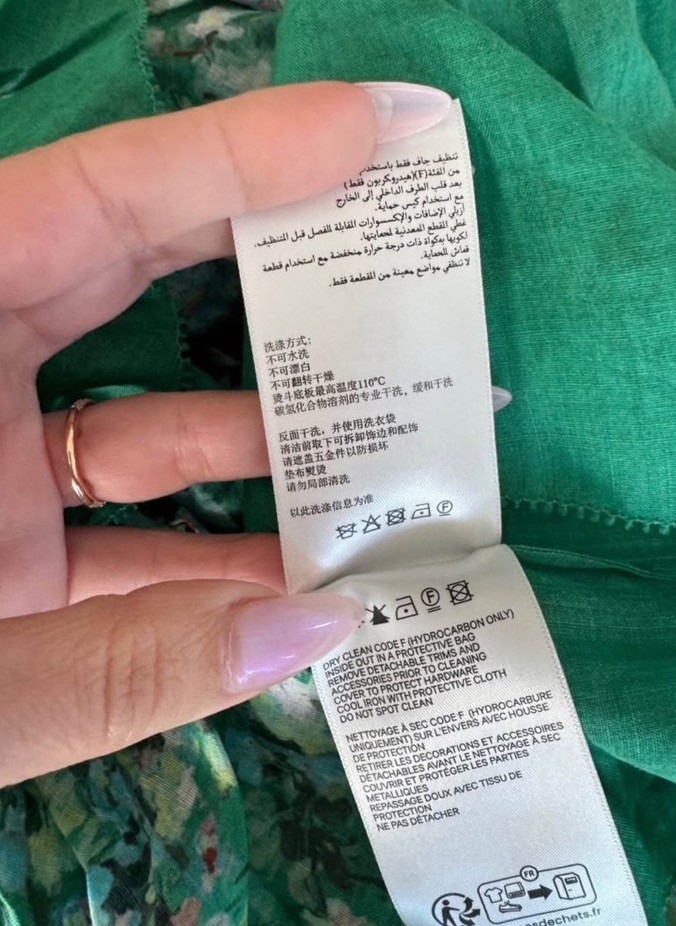 تنظيف جاف فقط باستخدام
من الفئة(F)(هيدروكربون فقط)
بعد قلب الطرف الداخلي إلى الخارج
مع استخدام كيس حماية.
أزيلي الإضافات والإكسسوارات القابلة للفصل قبل التنظيف.
غطي القطع المعدنية لحمايتها.
اكويها بمكواة ذات درجة حرارة منخفضة مع استخدام قطعة
قماش للحماية.
لا تنظفي مواضع معينة من القطعة فقط.
洗涤方式:
不可水洗
不可漂白
不可翻转干燥
熨斗底板最高温度110°C
碳氢化合物溶剂的专业干洗，缓和干洗
反面干洗，并使用洗衣袋
清洁前取下可拆卸饰边和配饰
请遮盖五金件以防损坏
垫布熨烫
请勿局部清洗
以此洗涤信息为准
F
F
DRY CLEAN CODE F (HYDROCARBON ONLY)
INSIDE OUT IN A PROTECTIVE BAG
REMOVE DETACHABLE TRIMS AND
ACCESSORIES PRIOR TO CLEANING
COVER TO PROTECT HARDWARE
COOL IRON WITH PROTECTIVE CLOTH
DO NOT SPOT CLEAN
NETTOYAGE À SEC CODE F (HYDROCARBURE
UNIQUEMENT) SUR L'ENVERS AVEC HOUSSE
DE PROTECTION
RETIRER LES DECORATIONS ET ACCESSOIRES
DÉTACHABLES AVANT LE NETTOYAGE À SEC
COUVRIR ET PROTÉGER LES PARTIES
METALLIQUES
REPASSAGE DOUX AVEC TISSU DE
PROTECTION
NE PAS DÉTACHER
FR